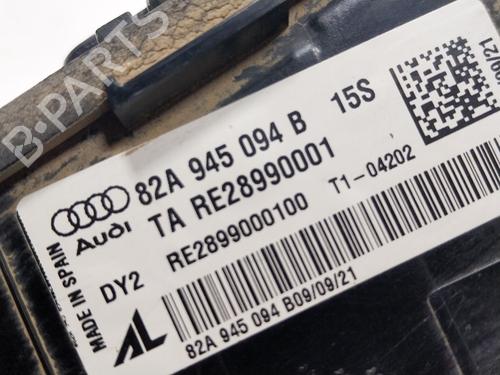 B-PARTS
82A 945 094 B 15S
Audi
TA RE28990001
RE2899000100 T1-04202
MADE IN SPAIN
DY2
AL
82A 945 094 B09/09/21